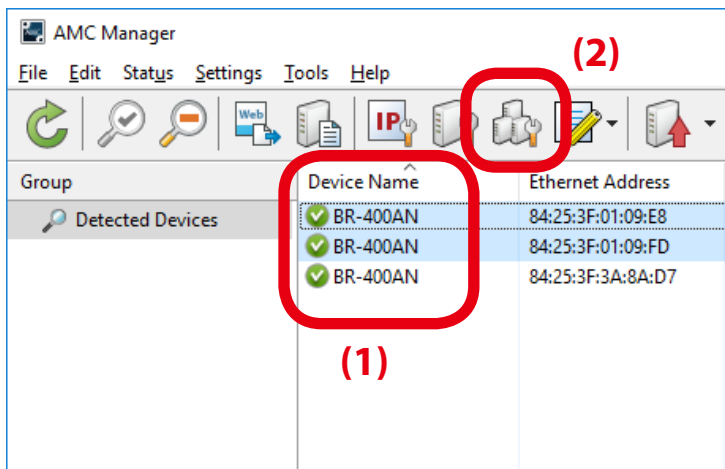 AMC Manager
(2)
File Edit Status Settings Tools Help
Web
IP
Group
Device Name
Ethernet Address
Detected Devices
BR-400AN 84:25:3F:01:09:E8
BR-400AN 84:25:3F:01:09:FD
BR-400AN 84:25:3F:3A:8A:D7
(1)